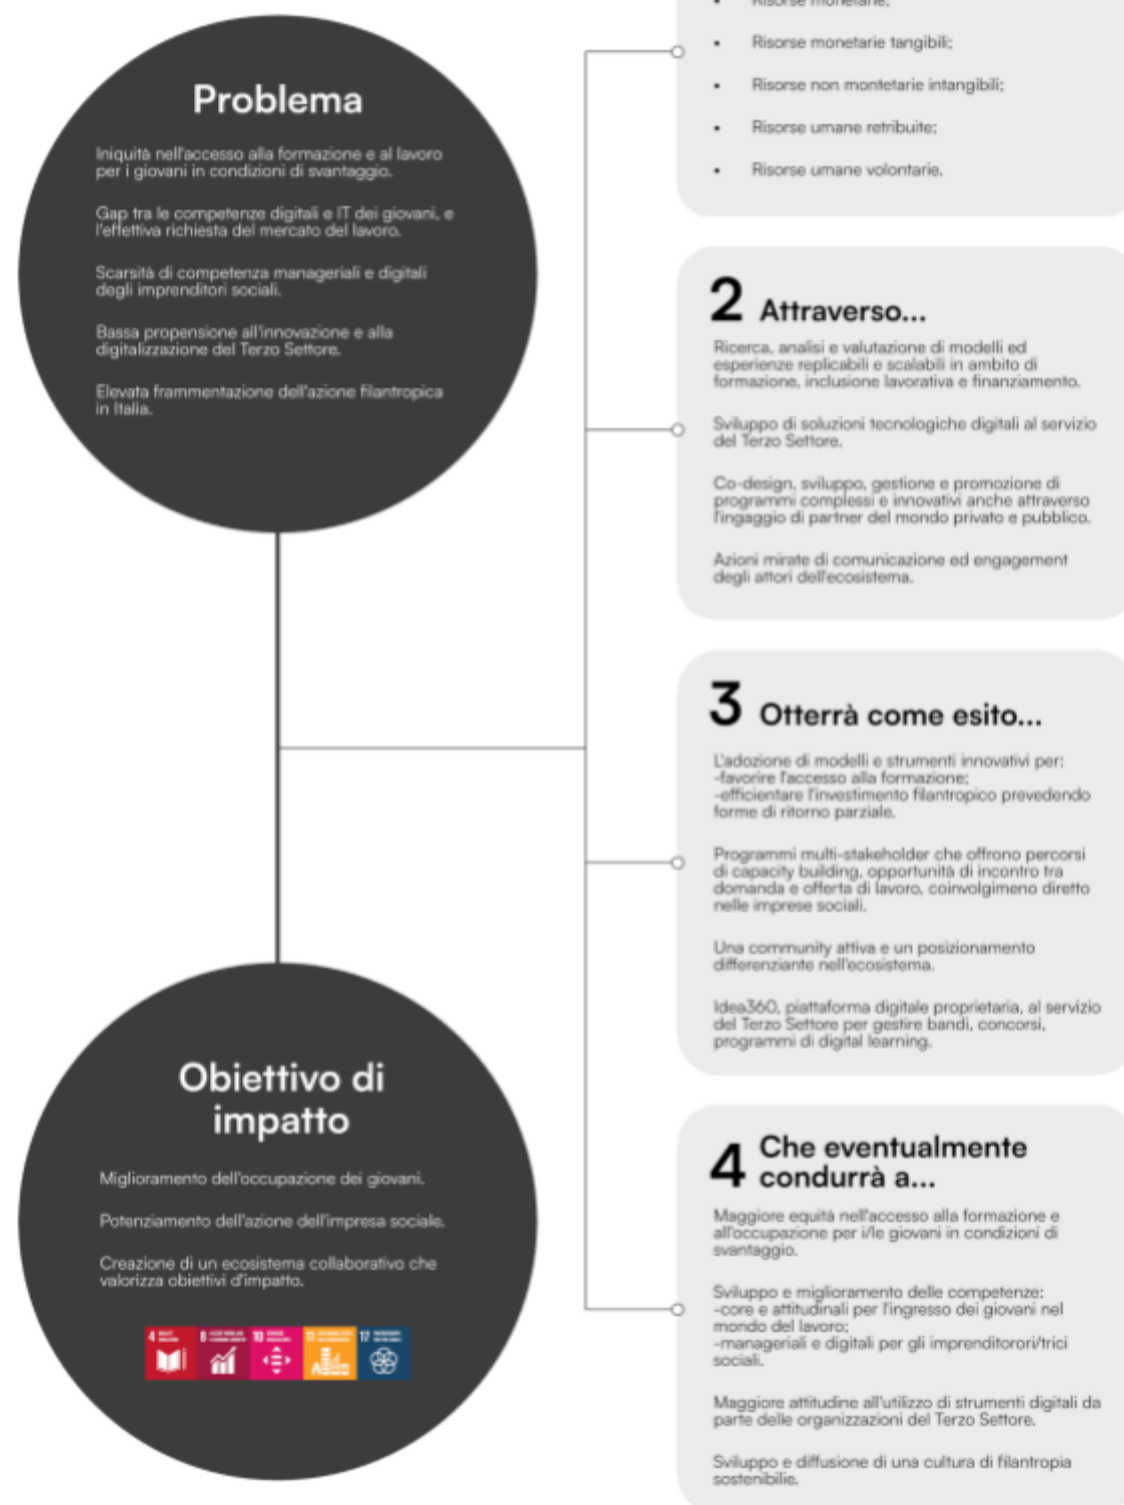 Problema
Iniquità nell'accesso alla formazione e al lavoro
per i giovani in condizioni di svantaggio.
Gap tra le competenze digitali e IT dei giovani, e
l'effettiva richiesta del mercato del lavoro.
Scarsità di competenza manageriali e digitali
degli imprenditori sociali.
Bassa propensione all'innovazione e alla
digitalizzazione del Terzo Settore.
Elevata frammentazione dell'azione filantropica
in Italia.
Obiettivo di
impatto
Miglioramento dell'occupazione dei giovani.
Potenziamento dell'azione dell'impresa sociale.
Creazione di un ecosistema collaborativo che
valorizza obiettivi d'impatto.
4 8 10 11 17
• Risorse monetarie;
• Risorse monetarie tangibili;
• Risorse non montetarie intangibili;
• Risorse umane retribuite;
• Risorse umane volontarie.
2 Attraverso...
Ricerca, analisi e valutazione di modelli ed
esperienze replicabili e scalabili in ambito di
formazione, inclusione lavorativa e finanziamento.
Sviluppo di soluzioni tecnologiche digitali al servizio
del Terzo Settore.
Co-design, sviluppo, gestione e promozione di
programmi complessi e innovativi anche attraverso
l'ingaggio di partner del mondo privato e pubblico.
Azioni mirate di comunicazione ed engagement
degli attori dell'ecosistema.
3 Otterrà come esito...
L'adozione di modelli e strumenti innovativi per:
-favorire l'accesso alla formazione;
-efficientare l'investimento filantropico prevedendo
forme di ritorno parziale.
Programmi multi-stakeholder che offrono percorsi
di capacity building, opportunità di incontro tra
domanda e offerta di lavoro, coinvolgimeno diretto
nelle imprese sociali.
Una community attiva e un posizionamento
differenziante nell'ecosistema.
Idea360, piattaforma digitale proprietaria, al servizio
del Terzo Settore per gestire bandi, concorsi,
programmi di digital learning.
4 Che eventualmente
condurrà a...
Maggiore equità nell'accesso alla formazione e
all'occupazione per i/le giovani in condizioni di
svantaggio.
Sviluppo e miglioramento delle competenze:
-core e attitudinali per l'ingresso dei giovani nel
mondo del lavoro;
-manageriali e digitali per gli imprenditorori/trici
sociali.
Maggiore attitudine all'utilizzo di strumenti digitali da
parte delle organizzazioni del Terzo Settore.
Sviluppo e diffusione di una cultura di filantropia
sostenibilie.